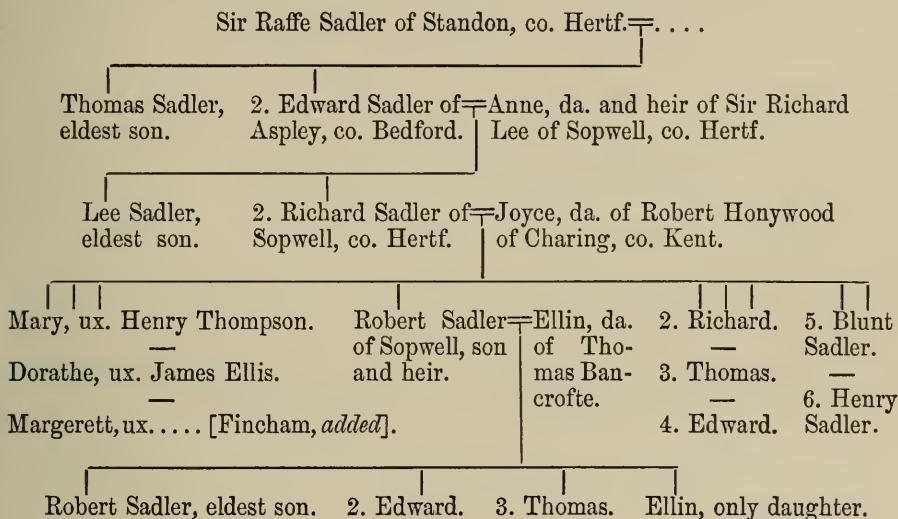 Sir Raffe Sadler of Standon, co. Hertf.=. . . .
Thomas Sadler,
eldest son.
2. Edward Sadler of
Aspley, co. Bedford.
=Anne, da. and heir of Sir Richard
Lee of Sopwell, co. Hertf.
Lee Sadler,
eldest son.
2. Richard Sadler of
Sopwell, co. Hertf.
=Joyce, da. of Robert Honywood
of Charing, co. Kent.
Mary, ux. Henry Thompson.
—
Dorathe, ux. James Ellis.
—
Margerett, ux. . . . . [Fincham, added].
Robert Sadler
of Sopwell, son
and heir.
=Ellin, da.
of Tho-
mas Ban-
crofte.
2. Richard.
—
3. Thomas.
—
4. Edward.
5. Blunt
Sadler.
—
6. Henry
Sadler.
Robert Sadler, eldest son. 2. Edward. 3. Thomas. Ellin, only daughter.